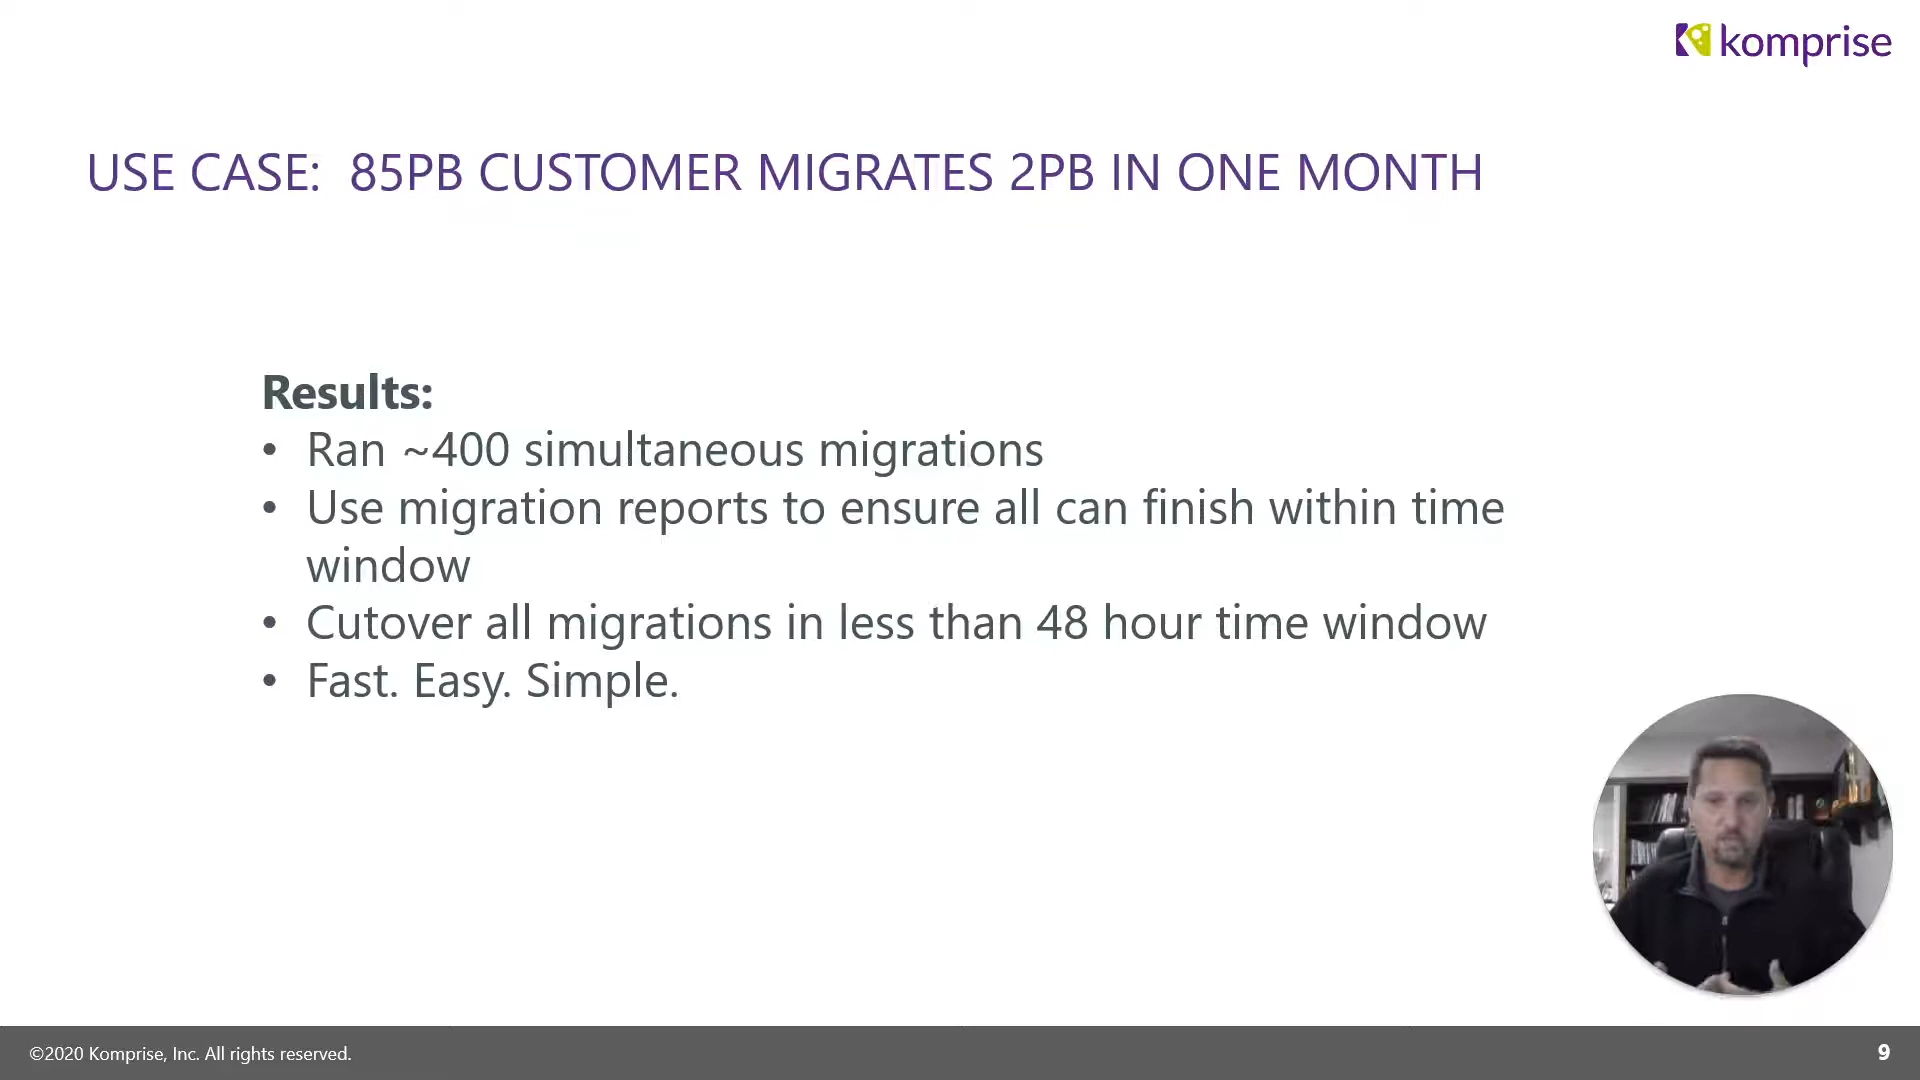 komprise
USE CASE:  85PB CUSTOMER MIGRATES 2PB IN ONE MONTH
Results:
• Ran ~400 simultaneous migrations
• Use migration reports to ensure all can finish within time
window
• Cutover all migrations in less than 48 hour time window
• Fast. Easy. Simple.
©2020 Komprise, Inc. All rights reserved.
9